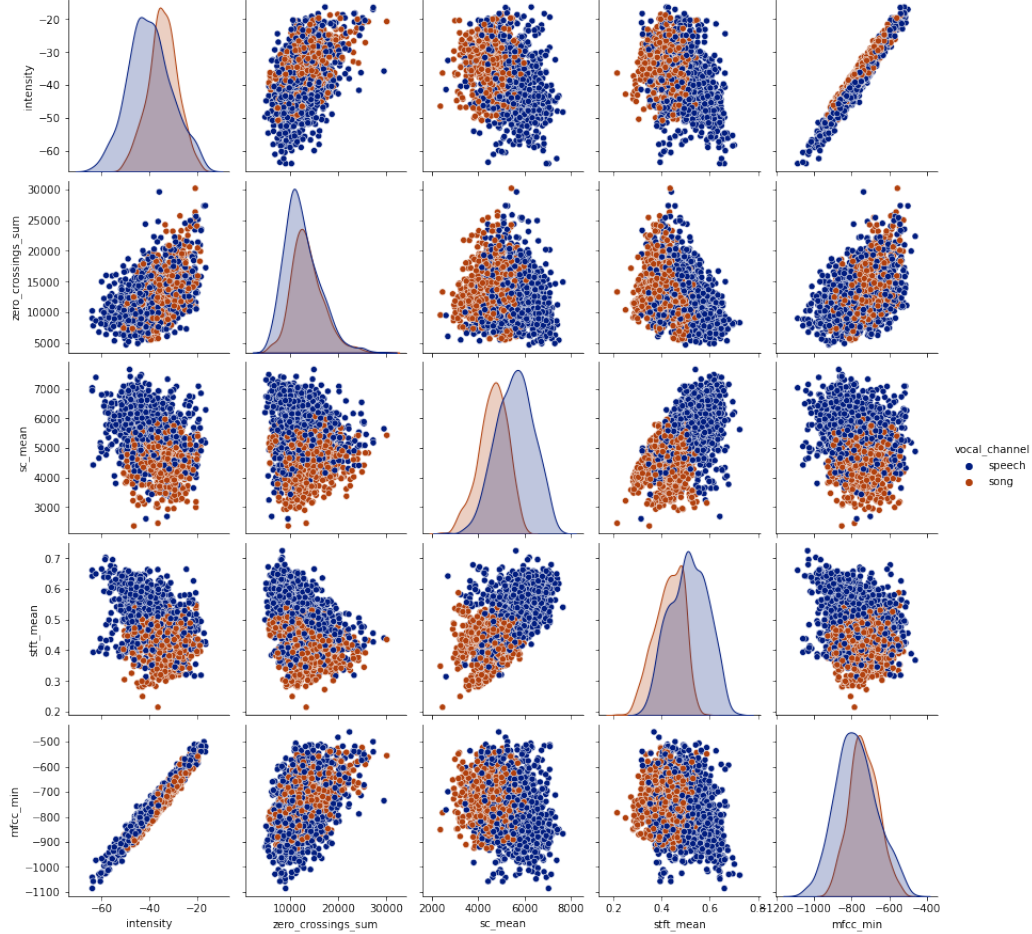 −20
−30
−40
−50
−60
intensity
30000
25000
20000
15000
10000
5000
zero_crossings_sum
7000
6000
5000
4000
3000
sc_mean
vocal_channel
speech
song
0.7
0.6
0.5
0.4
0.3
0.2
stft_mean
−500
−600
−700
−800
−900
−1000
−1100
mfcc_min
−60 −40 −20
10000 20000 30000
2000 4000 6000 8000
0.2 0.4 0.6 0.8
−1200 −1000 −800 −600 −400
intensity
zero_crossings_sum
sc_mean
stft_mean
mfcc_min